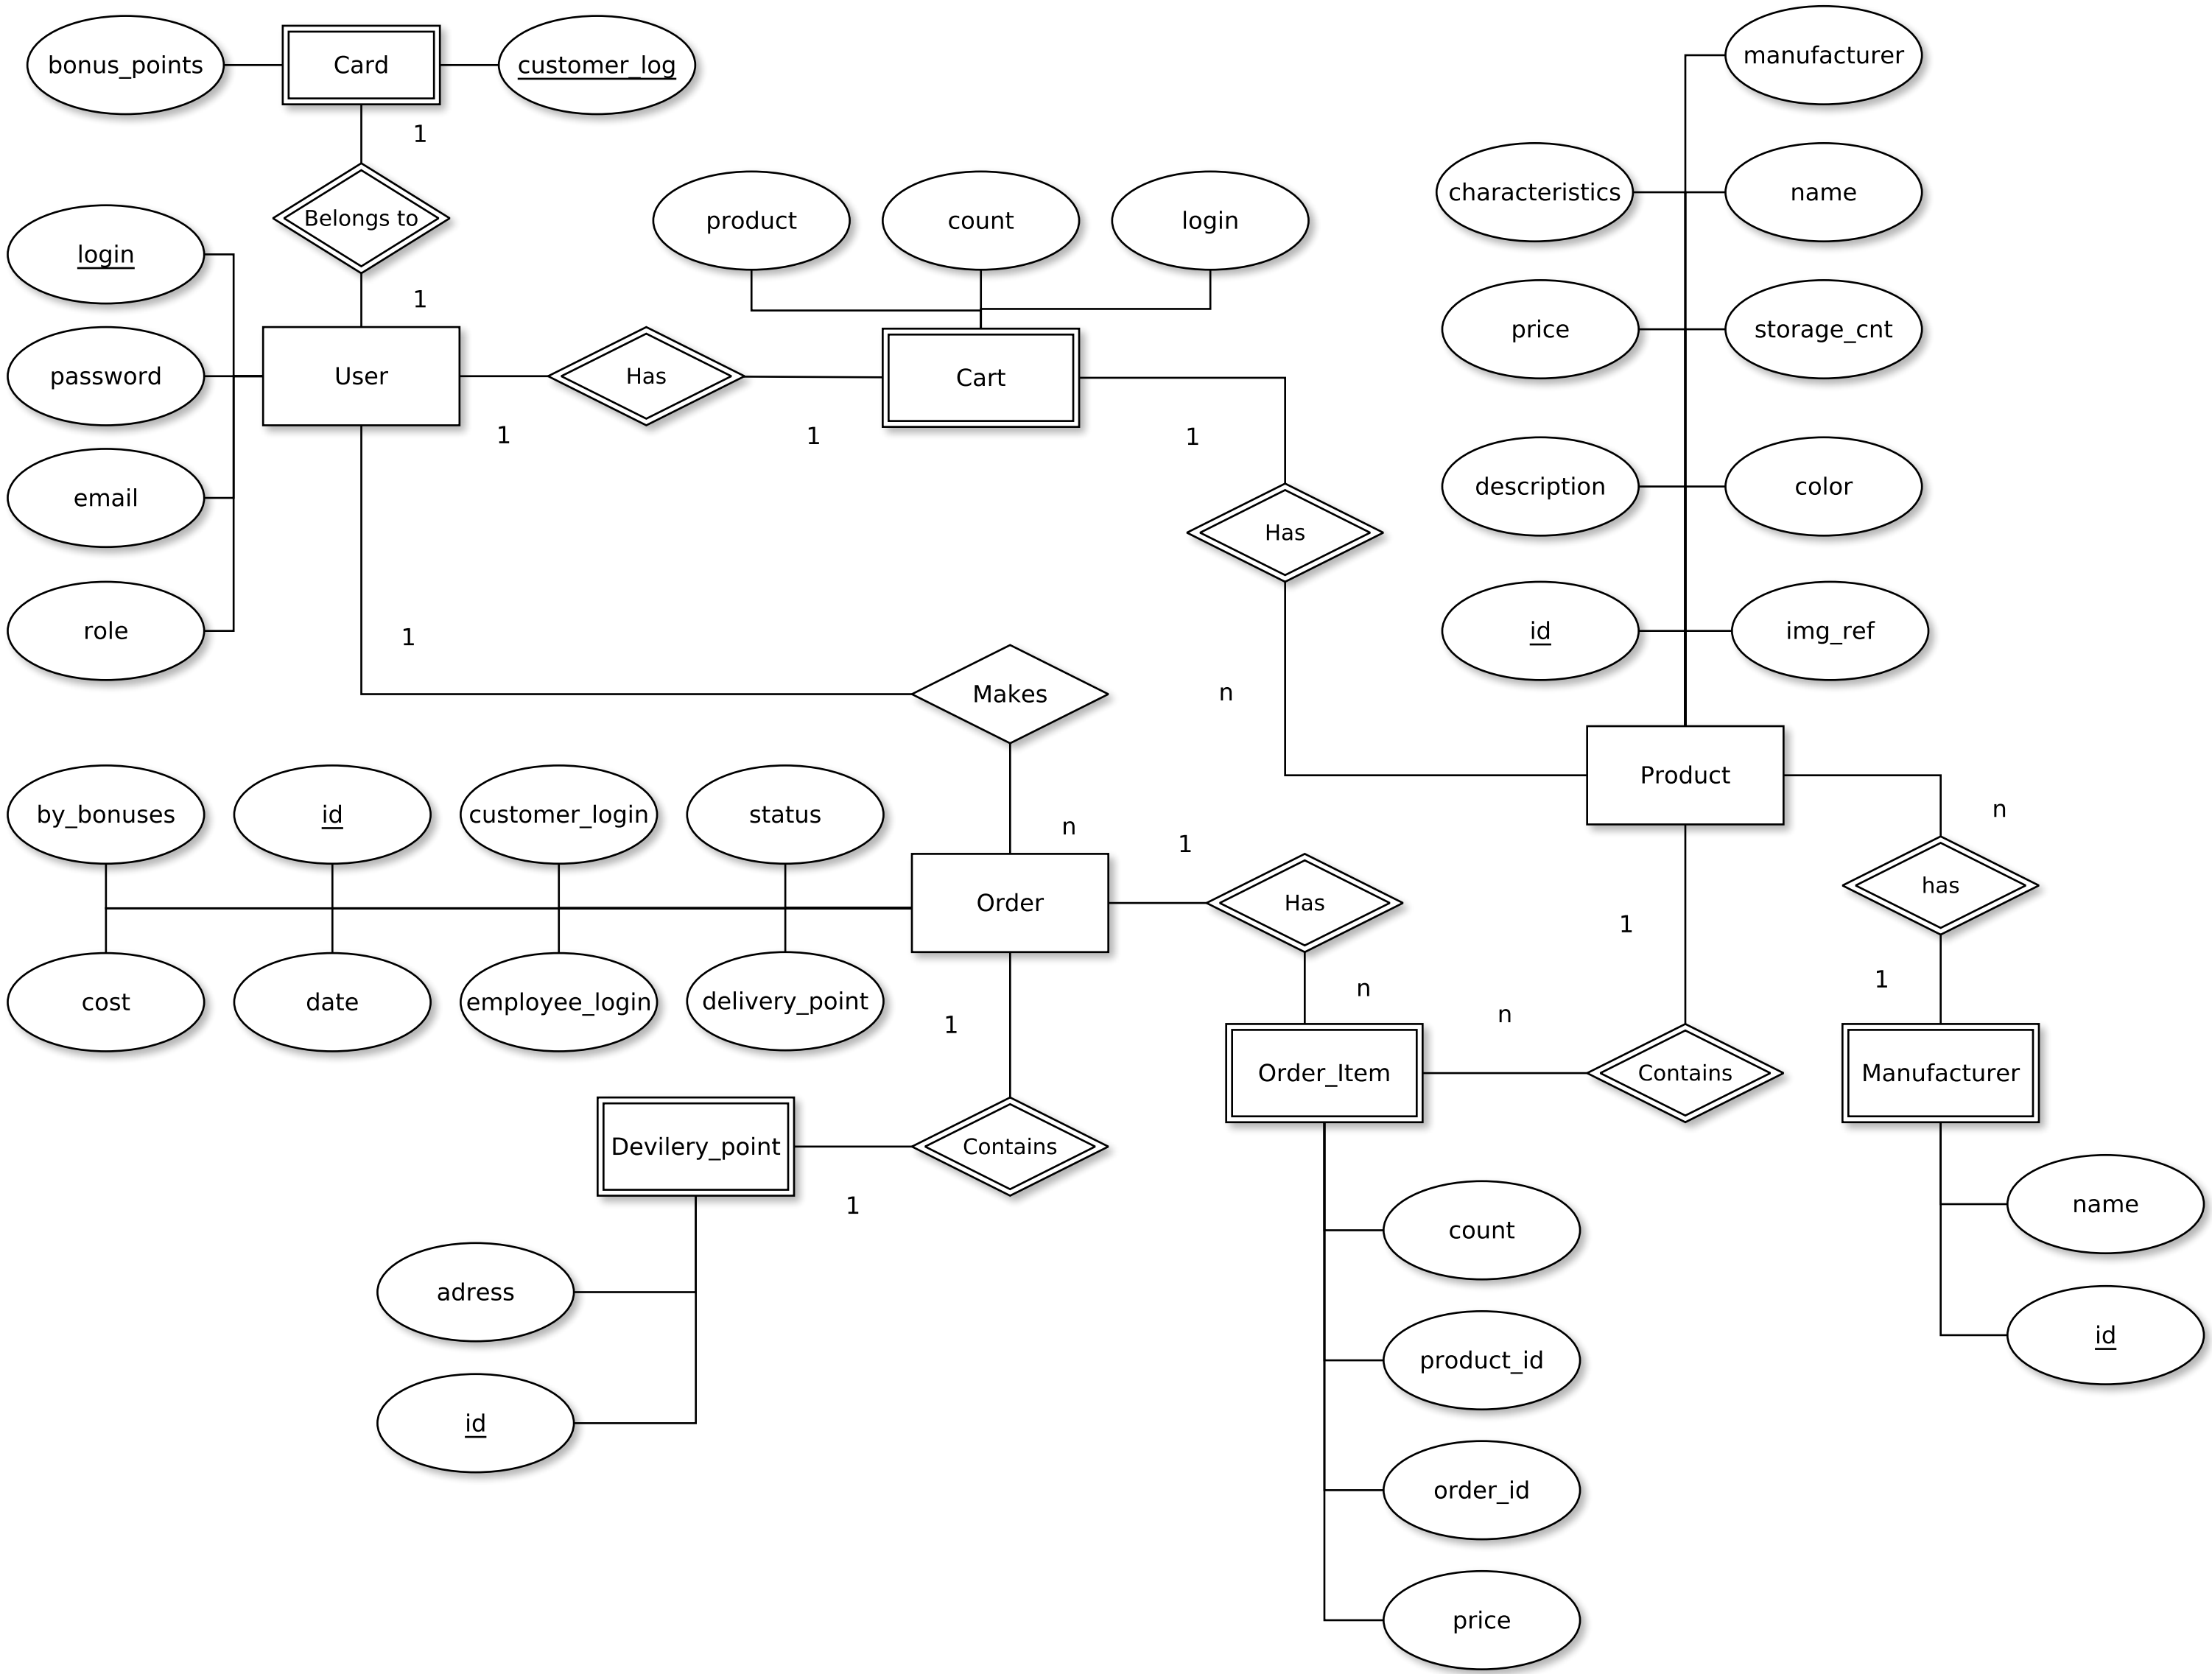 manufacturer
bonus_points
Card
customer_log
1
characteristics
name
Belongs to
product
count
login
login
1
price
storage_cnt
password
User
Has
Cart
1
1
1
email
description
color
Has
role
1
id
img_ref
Makes
n
Product
by_bonuses
id
customer_login
status
n
1
n
Order
Has
has
1
cost
date
employee_login
delivery_point
1
n
n
1
Order_Item
Contains
Manufacturer
Devilery_point
Contains
1
name
count
adress
id
product_id
id
order_id
price